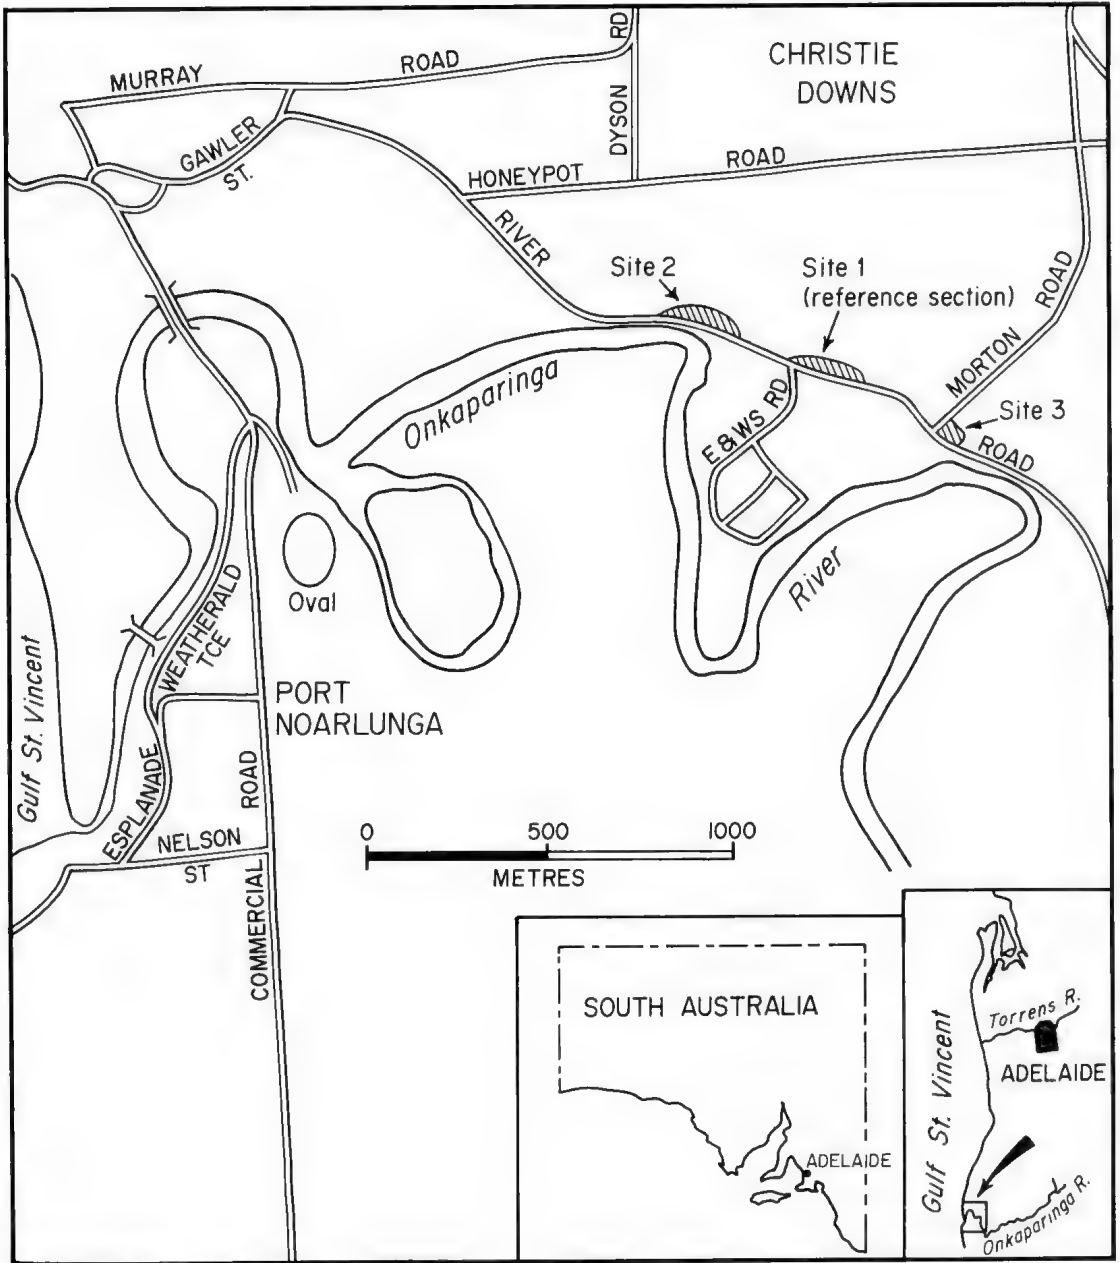 MURRAY ROAD
RD
DYSON
CHRISTIE
DOWNS
GAWLER
ST.
HONEYPOT ROAD
RIVER
Site 2
Site 1
(reference section)
MORTON ROAD
Site 3
ROAD
Onkaparinga
E&WS RD
River
Oval
WEATHERALD
TCE
PORT
NOARLUNGA
Gulf St. Vincent
ESPLANADE
ROAD
NELSON
ST
COMMERCIAL
0 500 1000
METRES
SOUTH AUSTRALIA
ADELAIDE
Torrens R.
ADELAIDE
Gulf St. Vincent
Onkaparinga R.